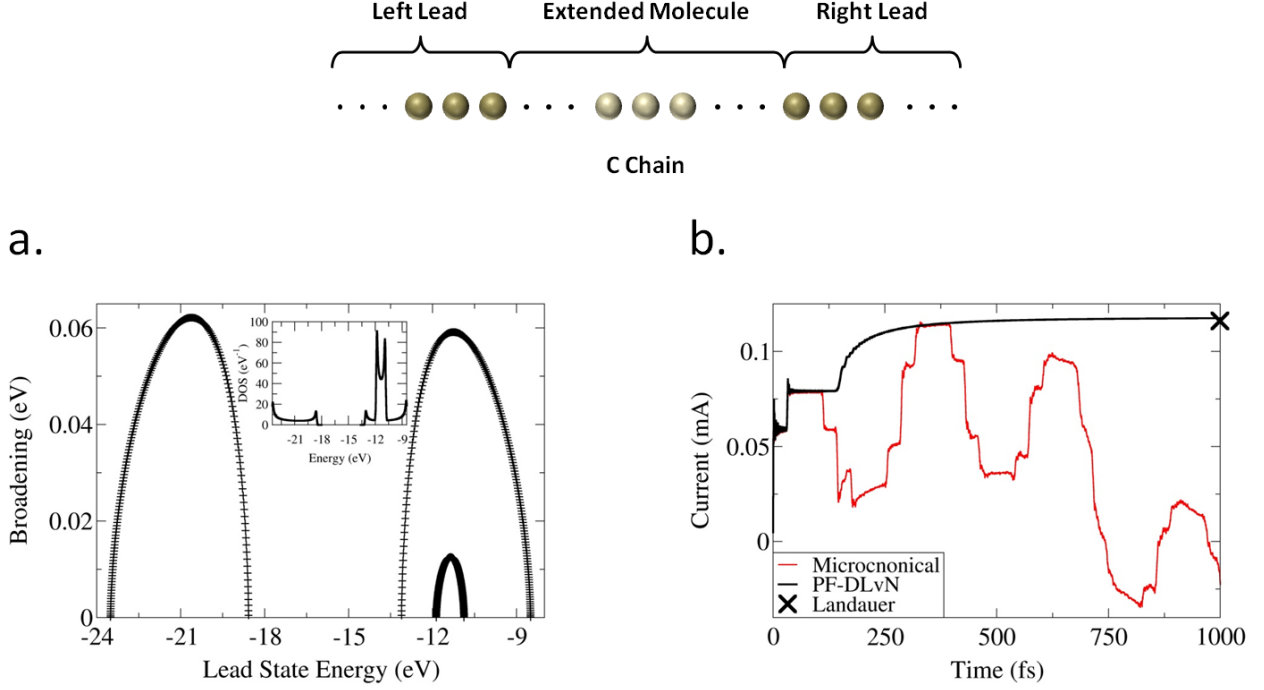 Left Lead Extended Molecule Right Lead
C Chain
a.
b.
Broadening (eV)
0.06
0.04
0.02
0
-24 -21 -18 -15 -12 -9
Lead State Energy (eV)
DOS (eV⁻¹)
100
80
60
40
20
0
-21 -18 -15 -12 -9
Energy (eV)
Current (mA)
0.1
0.05
0
Microcnonical
PF-DLvN
Landauer
0 250 500 750 1000
Time (fs)